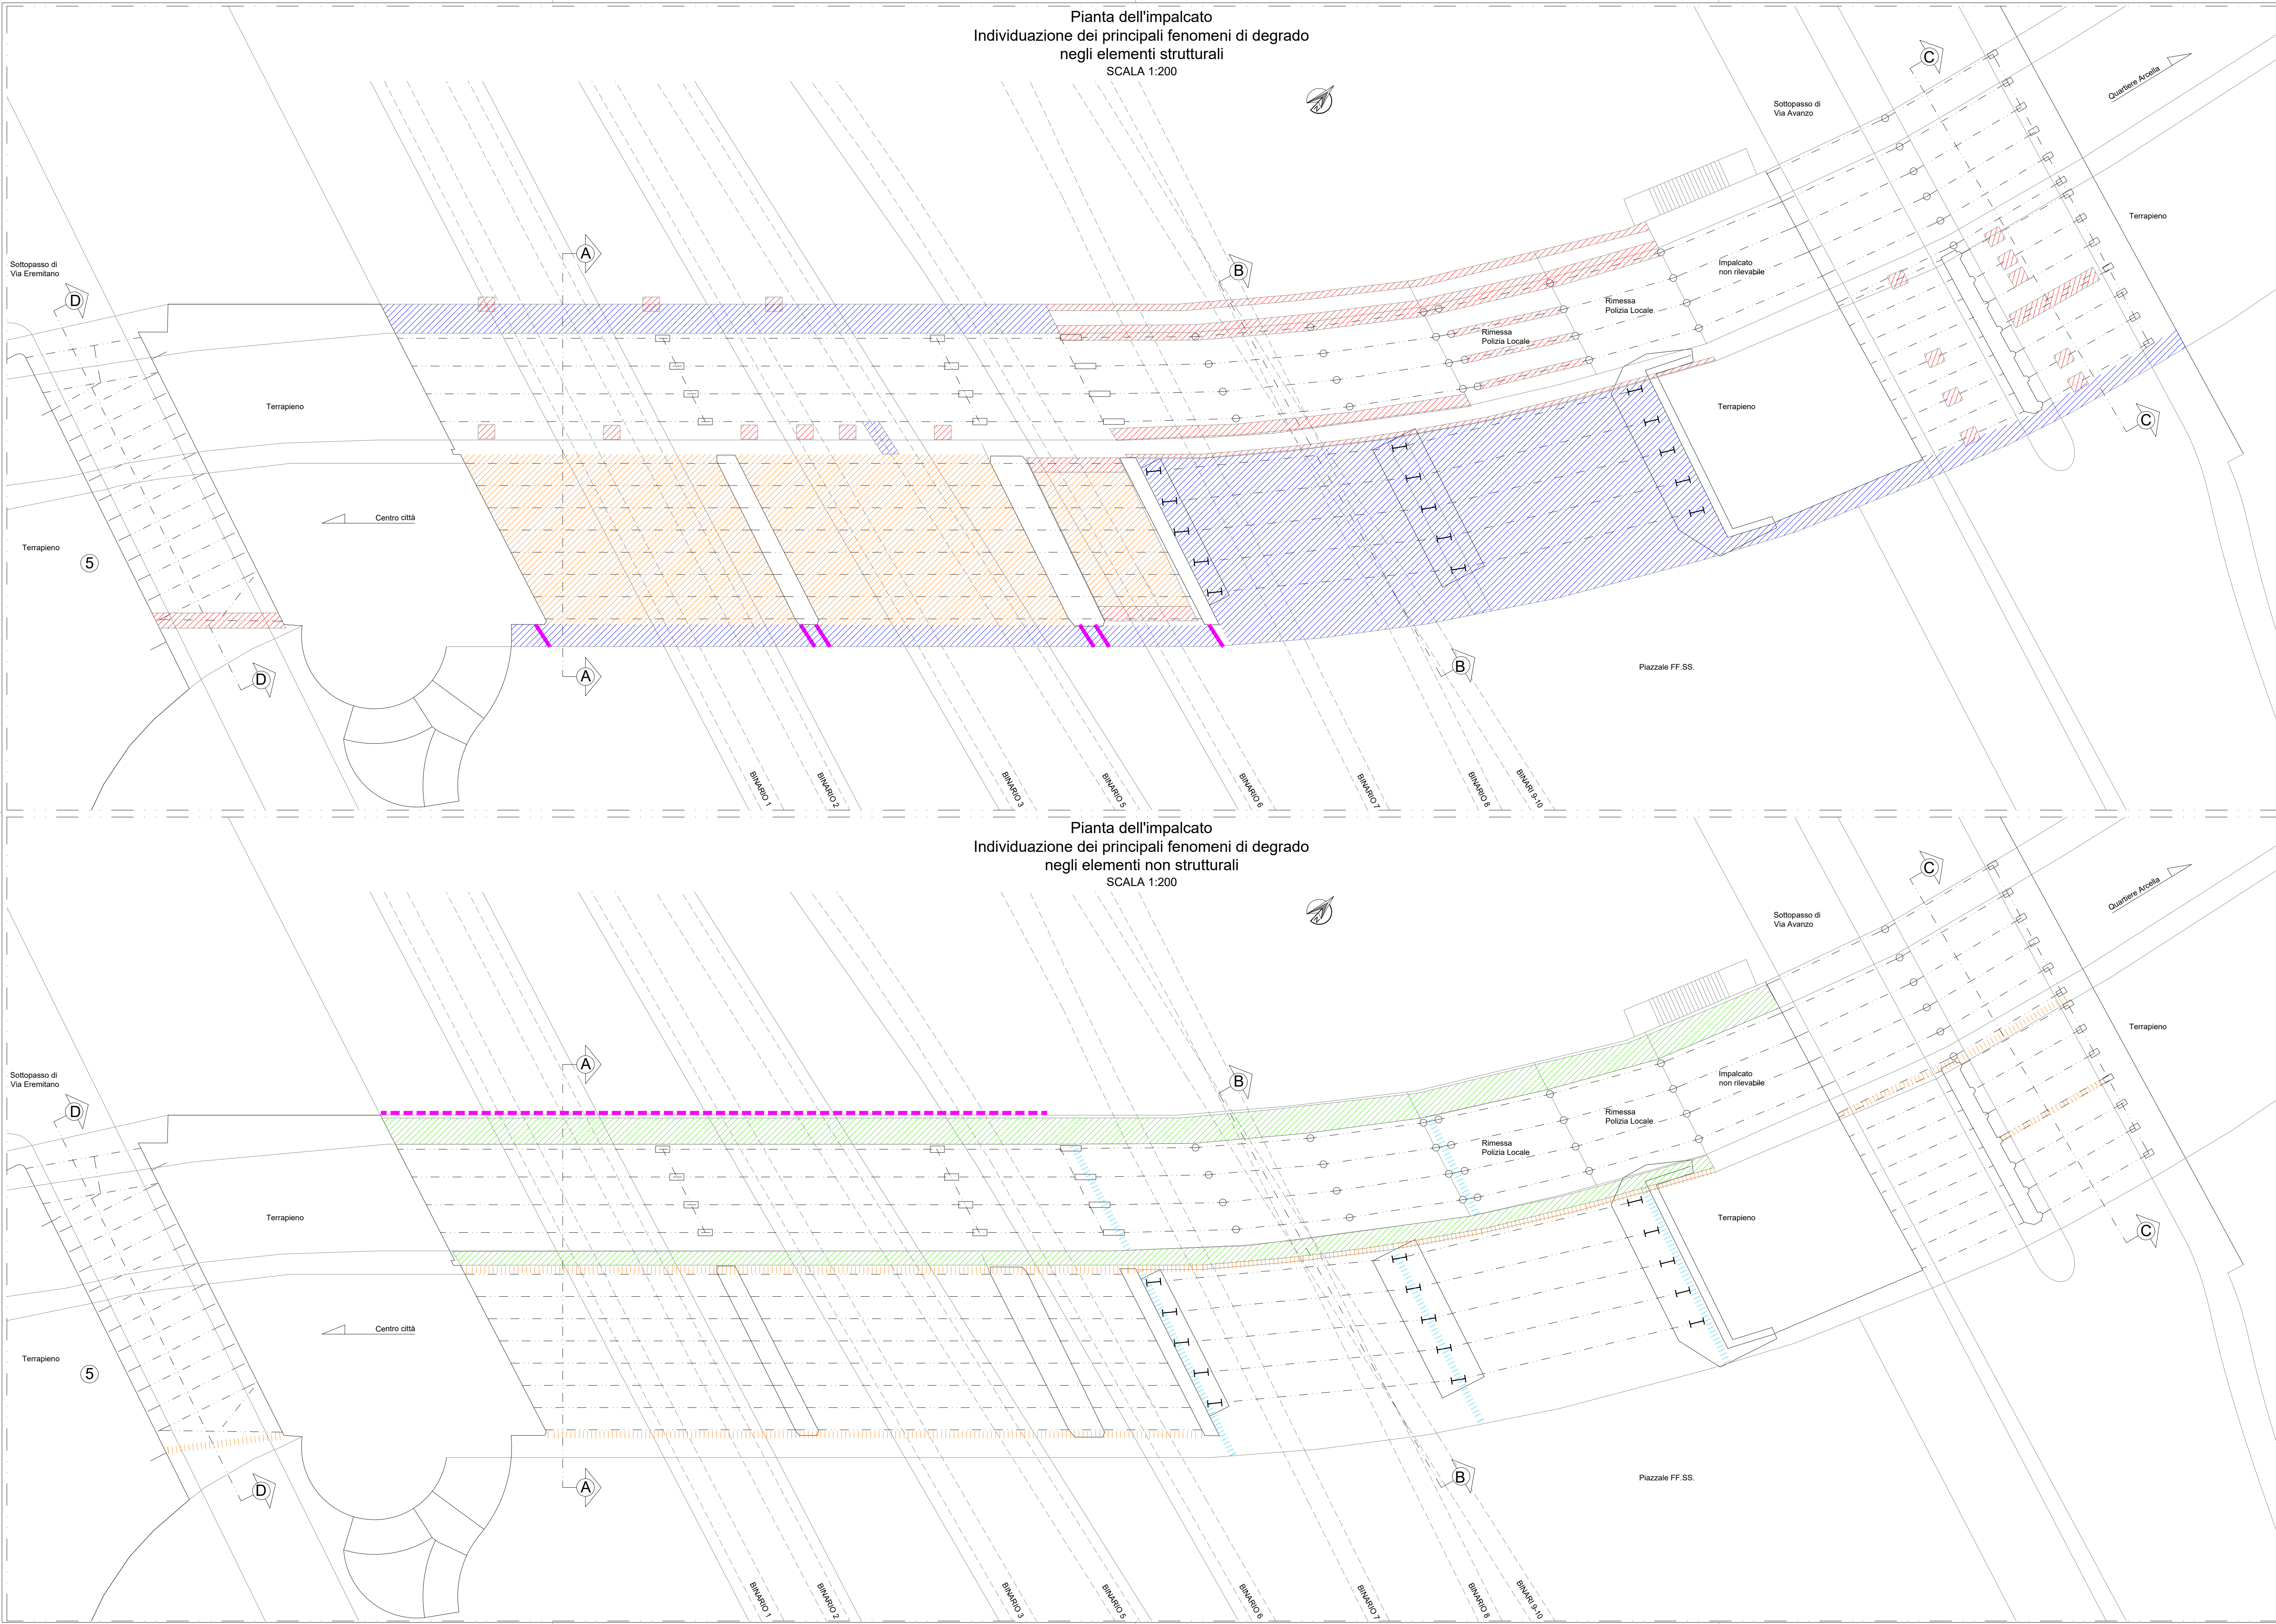 Pianta dell'impalcato
Individuazione dei principali fenomeni di degrado
negli elementi strutturali
SCALA 1:200
N
C
Quartiere Arcella
Sottopasso di
Via Avanzo
Terrapieno
Sottopasso di
Via Eremitano
D
A
B
Impalcato
non rilevabile
Rimessa
Polizia Locale
Rimessa
Polizia Locale
Terrapieno
Terrapieno
C
Centro città
Terrapieno
5
D
A
B
Piazzale FF.SS.
BINARIO 1
BINARIO 2
BINARIO 3
BINARIO 5
BINARIO 6
BINARIO 7
BINARIO 8
BINARI 9-10
Pianta dell'impalcato
Individuazione dei principali fenomeni di degrado
negli elementi non strutturali
SCALA 1:200
N
C
Quartiere Arcella
Sottopasso di
Via Avanzo
Terrapieno
Sottopasso di
Via Eremitano
D
A
B
Impalcato
non rilevabile
Rimessa
Polizia Locale
Rimessa
Polizia Locale
Terrapieno
Terrapieno
C
Centro città
Terrapieno
5
D
A
B
Piazzale FF.SS.
BINARIO 1
BINARIO 2
BINARIO 3
BINARIO 5
BINARIO 6
BINARIO 7
BINARIO 8
BINARI 9-10